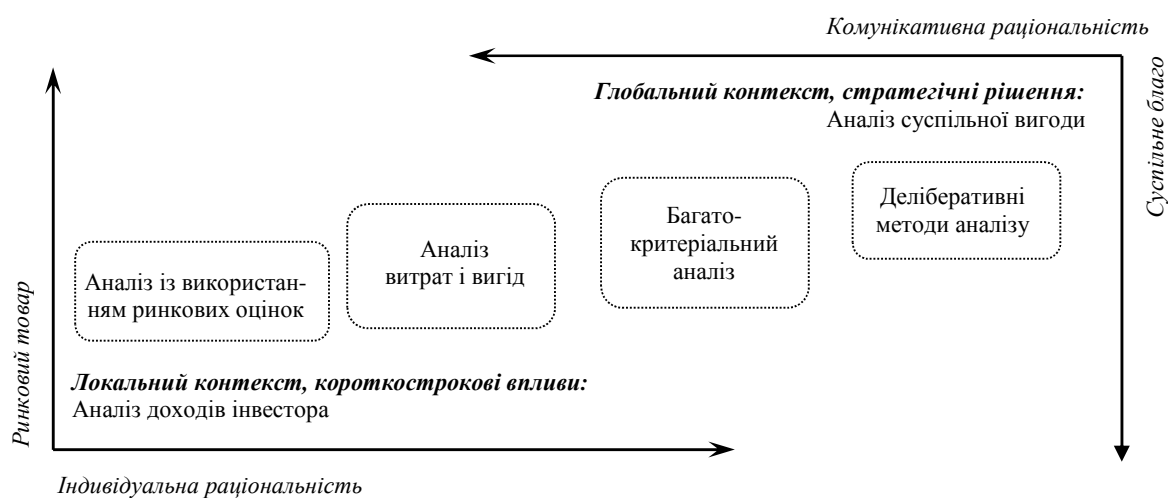 Комунікативна раціональність
Глобальний контекст, стратегічні рішення:
Аналіз суспільної вигоди
Суспільне благо
Деліберативні
методи аналізу
Багато-
критеріальний
аналіз
Аналіз
витрат і вигід
Аналіз із використан-
ням ринкових оцінок
Ринковий товар
Локальний контекст, короткострокові впливи:
Аналіз доходів інвестора
Індивідуальна раціональність